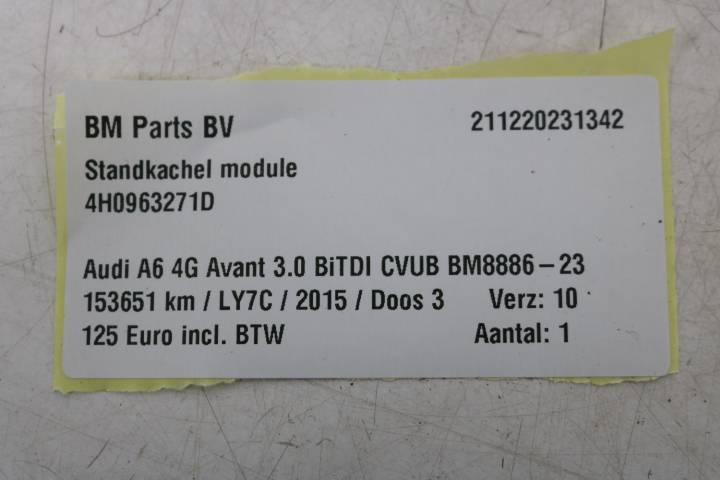 BM Parts BV 211220231342
Standkachel module
4H0963271D
Audi A6 4G Avant 3.0 BiTDI CVUB BM8886-23
153651 km / LY7C / 2015 / Doos 3 Verz: 10
125 Euro incl. BTW Aantal: 1